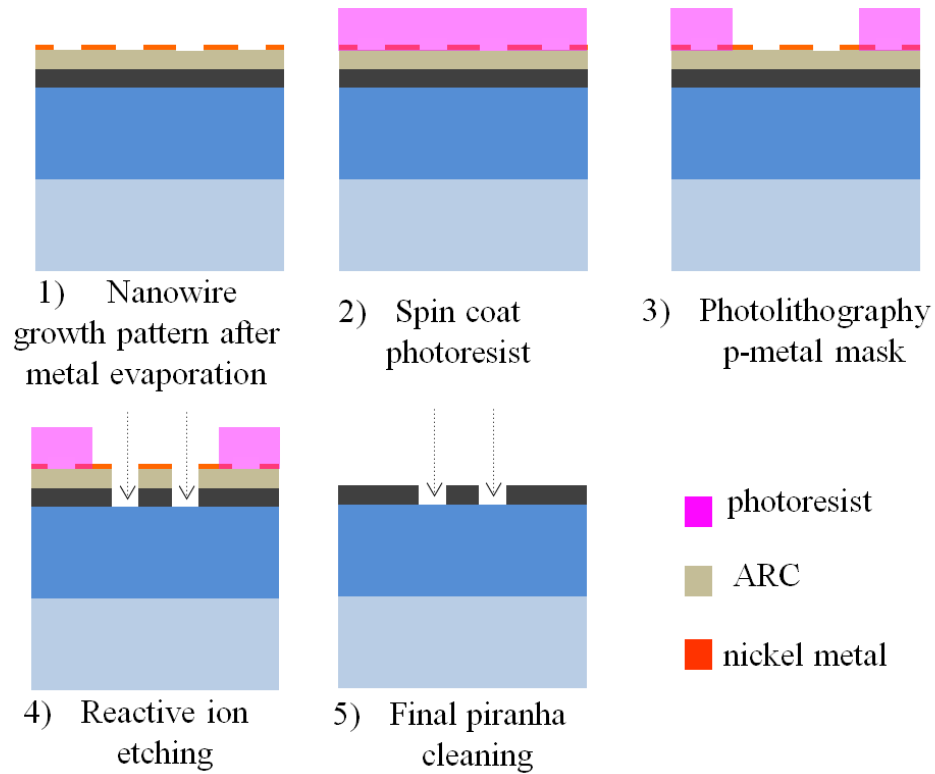 1) Nanowire
growth pattern after
metal evaporation
2) Spin coat
photoresist
3) Photolithography
p-metal mask
4) Reactive ion
etching
5) Final piranha
cleaning
photoresist
ARC
nickel metal